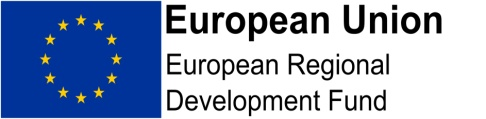 European Union
European Regional
Development Fund